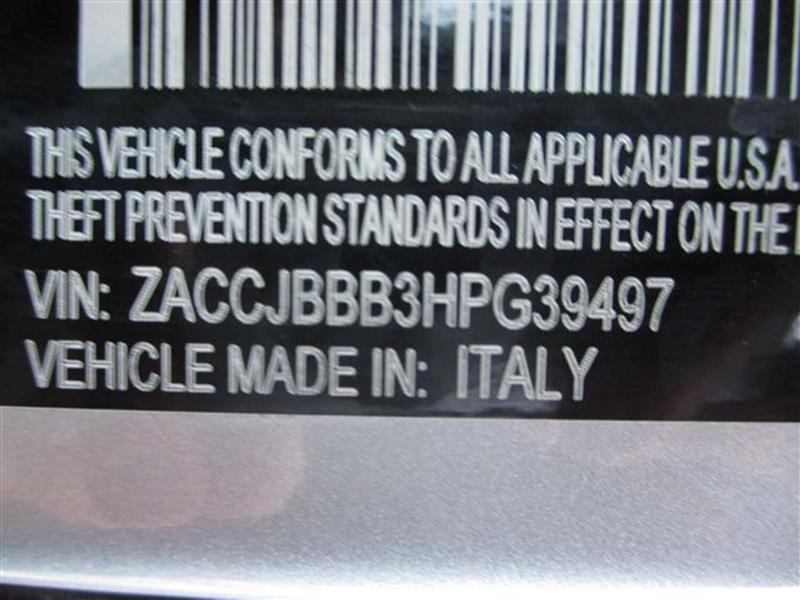 THIS VEHICLE CONFORMS TO ALL APPLICABLE U.S.A.
THEFT PREVENTION STANDARDS IN EFFECT ON THE
VIN: ZACCJBBB3HPG39497
VEHICLE MADE IN: ITALY